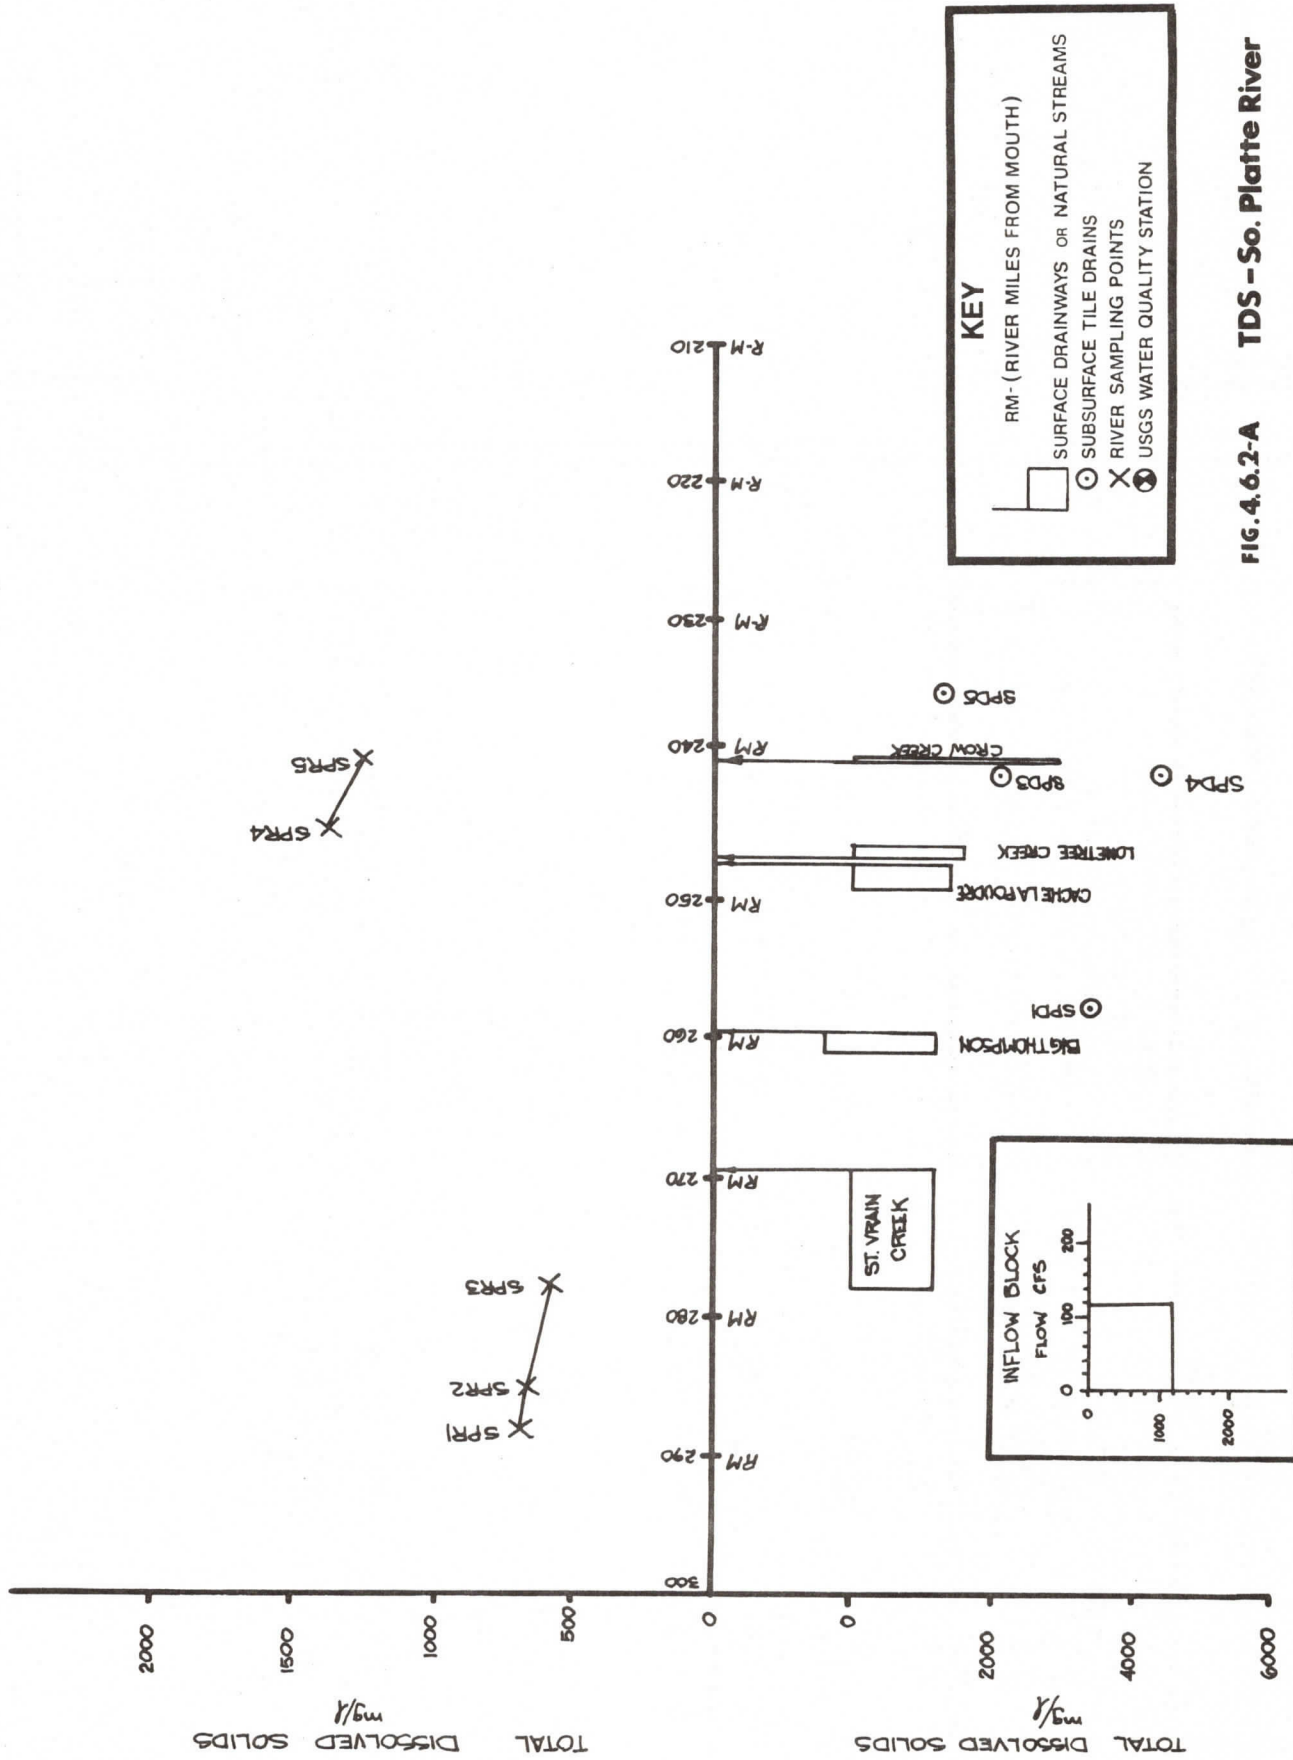 TOTAL DISSOLVED SOLIDS
mg/l
2000
1500
1000
500
0
SPR1
SPR2
SPR3
SPR4
SPR5
300
290
280
270
260
250
240
230
220
210
RM
RM
RM
RM
RM
RM
R-M
R-M
R-M
TOTAL DISSOLVED SOLIDS
mg/l
0
2000
4000
6000
ST. VRAIN
CREEK
BIG THOMPSON
SPD1
CACHE LA POUDRE
LONETREE CREEK
SPD3
SPD4
CROW CREEK
SPD5
INFLOW BLOCK
FLOW CFS
0
100
200
0
1000
2000
KEY
RM-(RIVER MILES FROM MOUTH)
SURFACE DRAINWAYS OR NATURAL STREAMS
SUBSURFACE TILE DRAINS
RIVER SAMPLING POINTS
USGS WATER QUALITY STATION
FIG.4.6.2-A TDS-So. Platte River